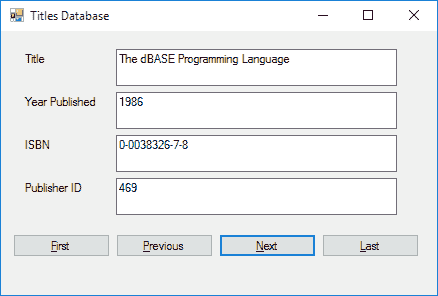 Titles Database
Title The dBASE Programming Language
Year Published 1986
ISBN 0-0038326-7-8
Publisher ID 469
First Previous Next Last